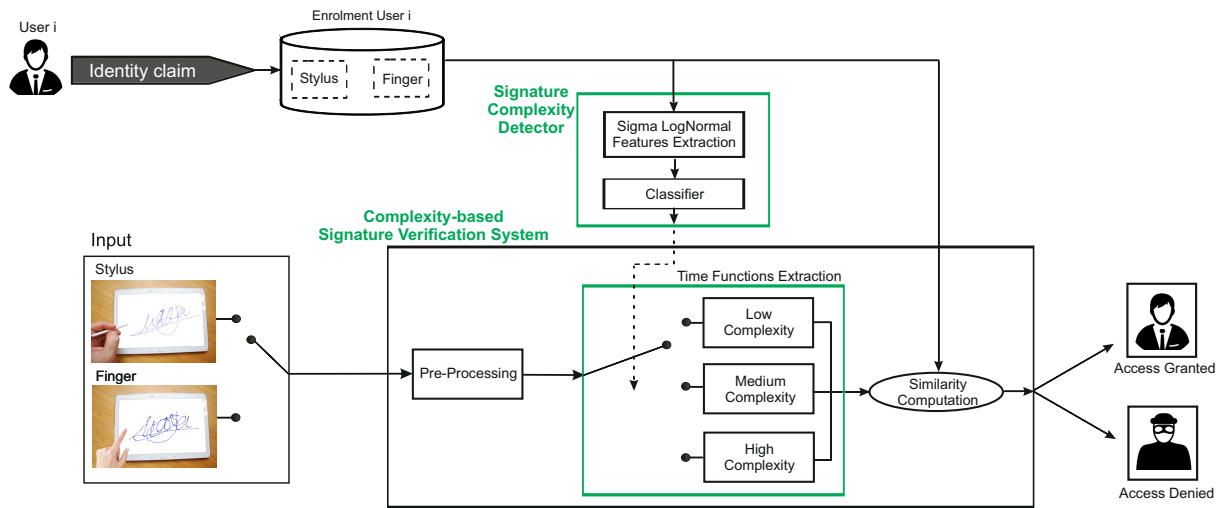 User i
Identity claim
Enrolment User i
Stylus
Finger
Signature
Complexity
Detector
Sigma LogNormal
Features Extraction
Classifier
Complexity-based
Signature Verification System
Input
Stylus
Finger
Pre-Processing
Time Functions Extraction
Low
Complexity
Medium
Complexity
High
Complexity
Similarity
Computation
Access Granted
Access Denied